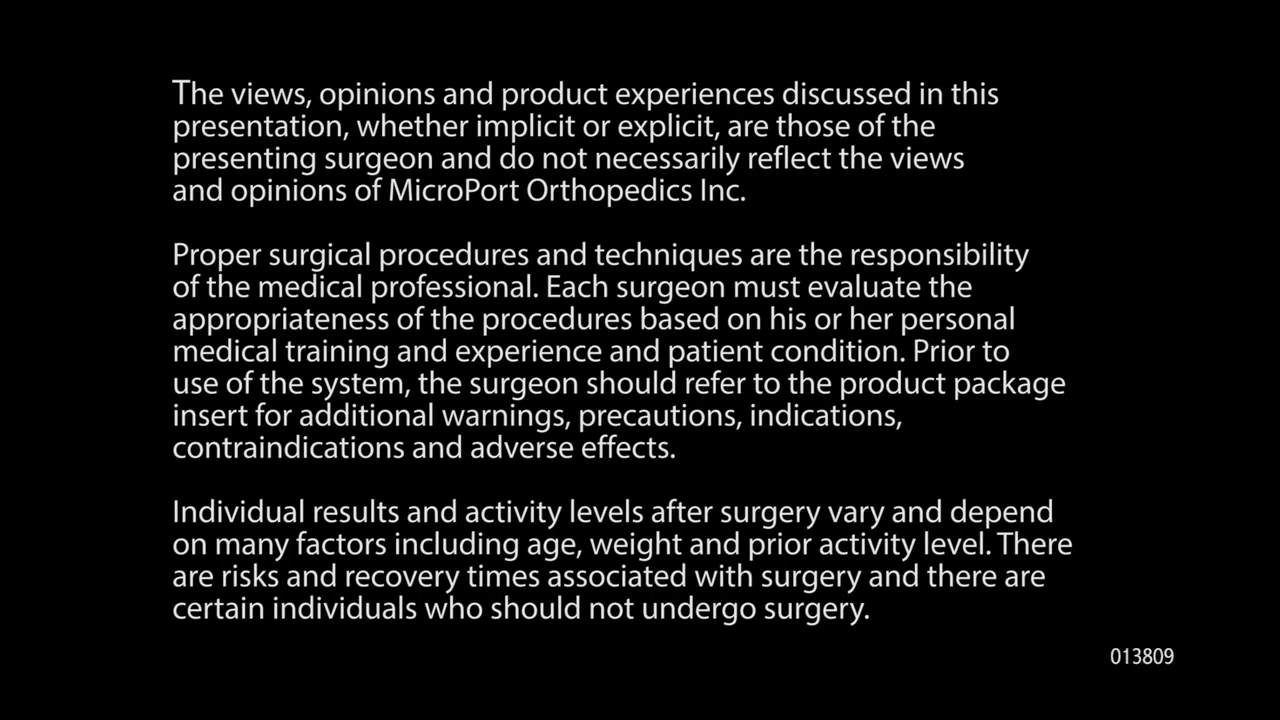 The views, opinions and product experiences discussed in this
presentation, whether implicit or explicit, are those of the
presenting surgeon and do not necessarily reflect the views
and opinions of MicroPort Orthopedics Inc.
Proper surgical procedures and techniques are the responsibility
of the medical professional. Each surgeon must evaluate the
appropriateness of the procedures based on his or her personal
medical training and experience and patient condition. Prior to
use of the system, the surgeon should refer to the product package
insert for additional warnings, precautions, indications,
contraindications and adverse effects.
Individual results and activity levels after surgery vary and depend
on many factors including age, weight and prior activity level. There
are risks and recovery times associated with surgery and there are
certain individuals who should not undergo surgery.
013809